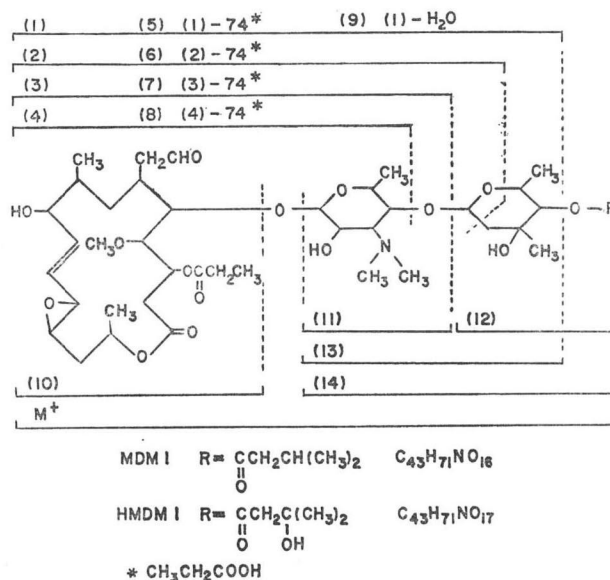 (1) (5) (1)-74* (9) (1)-H₂O
(2) (6) (2)-74*
(3) (7) (3)-74*
(4) (8) (4)-74*
CH₃ CH₂CHO
CH₃
CH₃
HO O O O O O-R
CH₃O HO N HO CH₃
OCCH₂CH₃ CH₃ CH₃
O
O CH₃ O
O
(11) (12)
(13)
(10) (14)
M⁺
MDM I R= CCH₂CH(CH₃)₂ C₄₃H₇₁NO₁₆
O
HMDM I R= CCH₂C(CH₃)₂ C₄₃H₇₁NO₁₇
O OH
* CH₃CH₂COOH